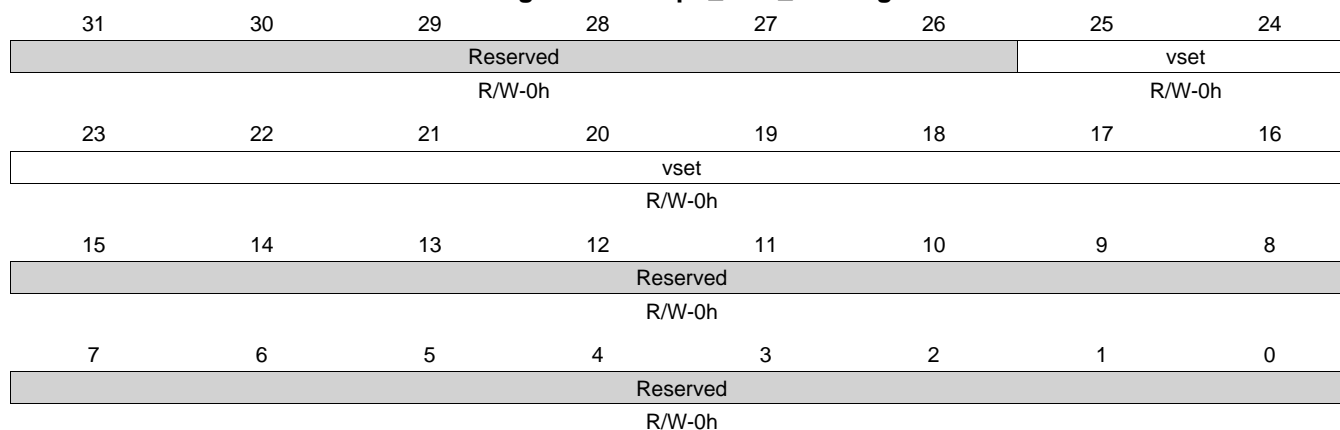 31 30 29 28 27 26 25 24
Reserved vset
R/W-0h R/W-0h
23 22 21 20 19 18 17 16
vset
R/W-0h
15 14 13 12 11 10 9 8
Reserved
R/W-0h
7 6 5 4 3 2 1 0
Reserved
R/W-0h